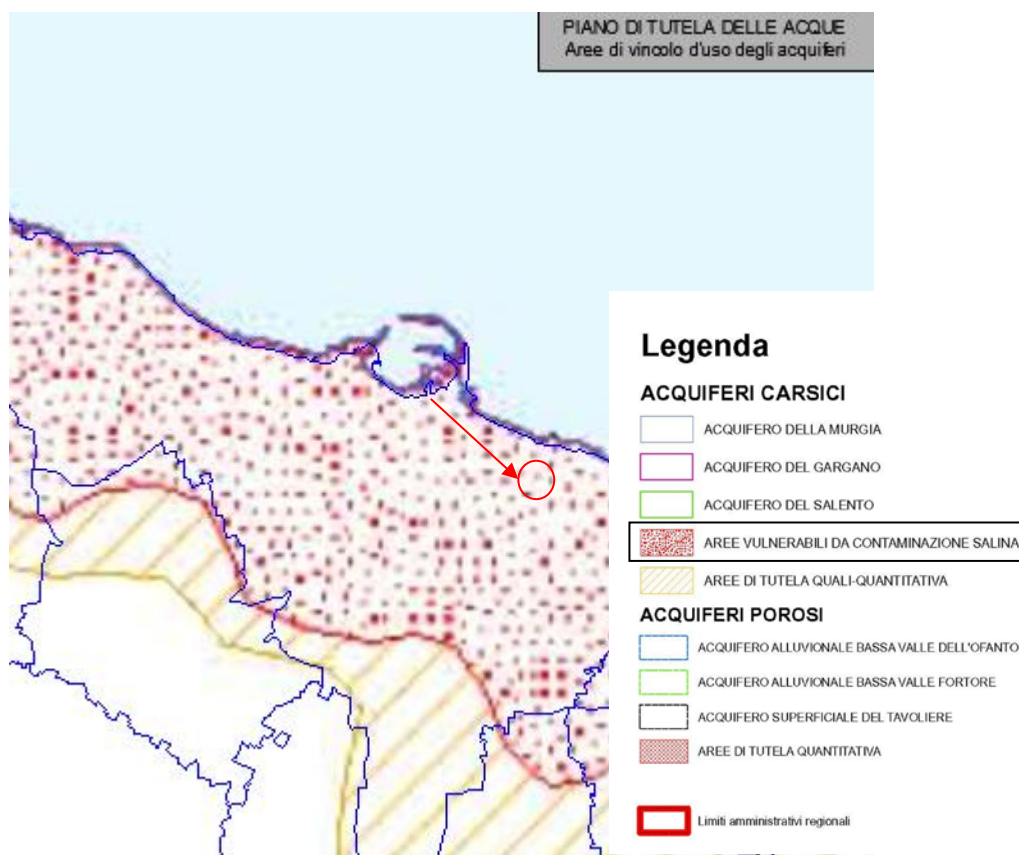 PIANO DI TUTELA DELLE ACQUE
Aree di vincolo d'uso degli acquiferi
Legenda
ACQUIFERI CARSICI
ACQUIFERO DELLA MURGIA
ACQUIFERO DEL GARGANO
ACQUIFERO DEL SALENTO
AREE VULNERABILI DA CONTAMINAZIONE SALINA
AREE DI TUTELA QUALI-QUANTITATIVA
ACQUIFERI POROSI
ACQUIFERO ALLUVIONALE BASSA VALLE DELL'OFANTO
ACQUIFERO ALLUVIONALE BASSA VALLE FORTORE
ACQUIFERO SUPERFICIALE DEL TAVOLIERE
AREE DI TUTELA QUANTITATIVA
Limiti amministrativi regionali